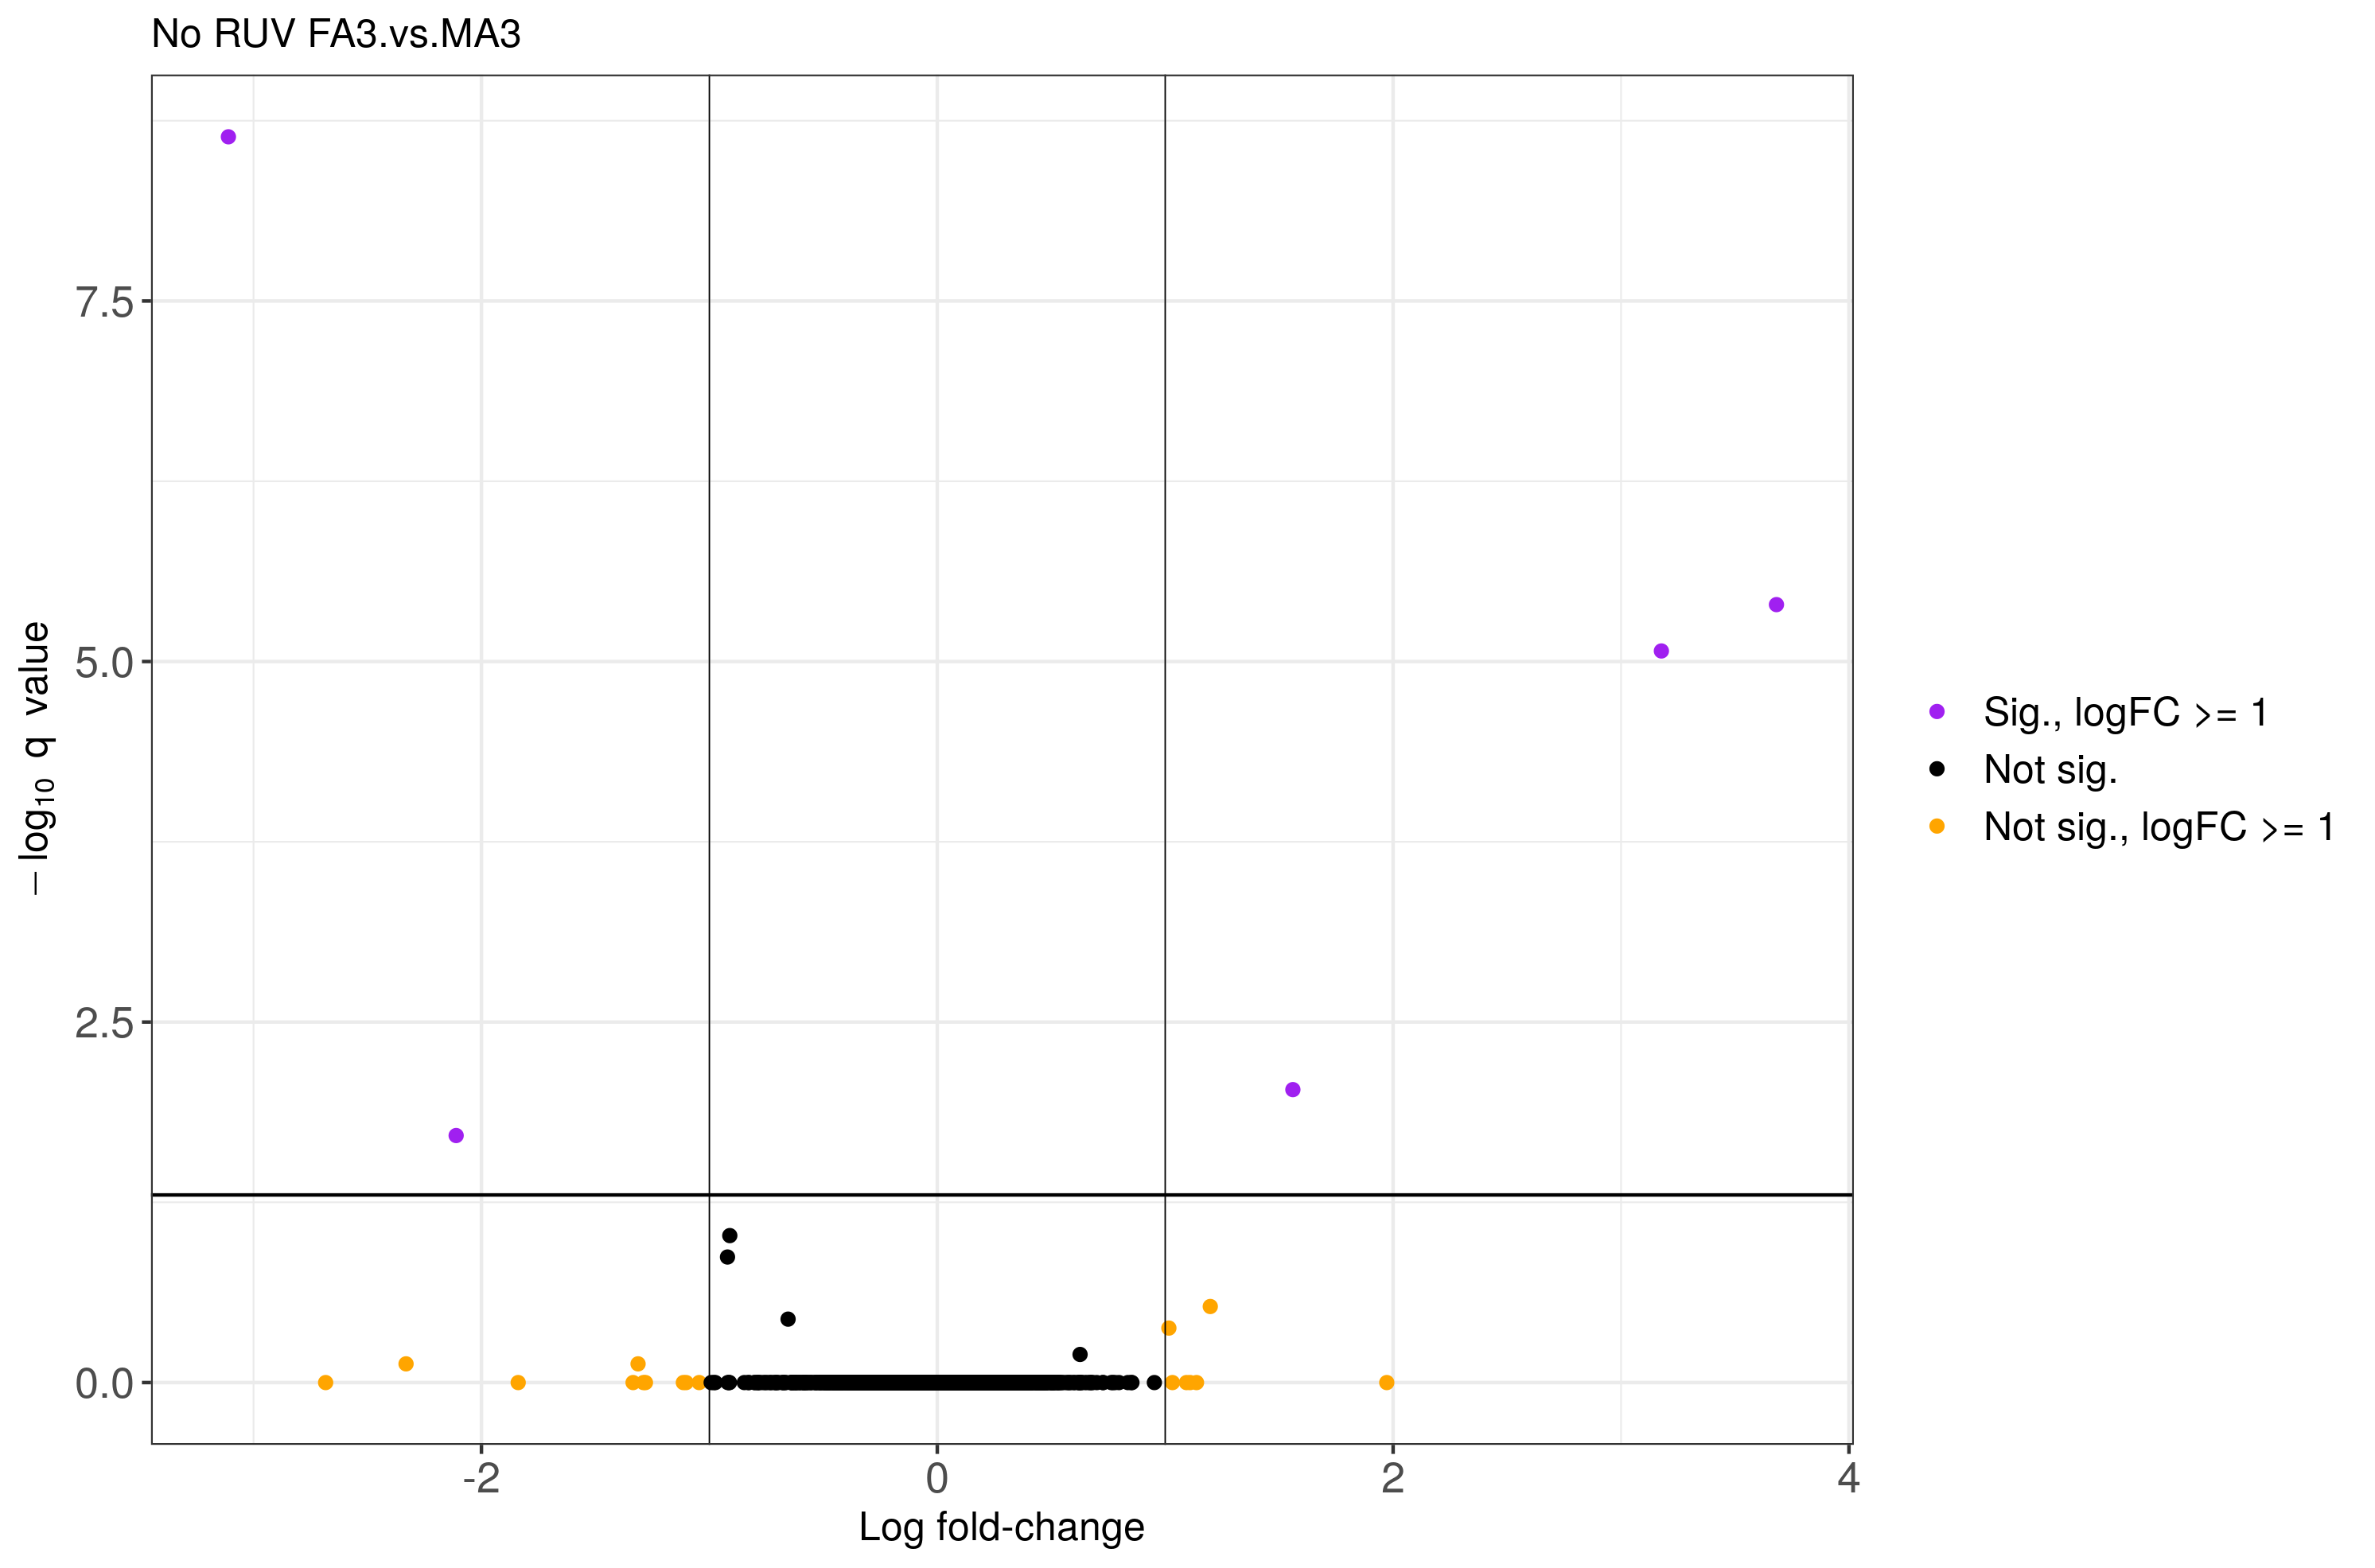 No RUV FA3.vs.MA3
− log10 q value
7.5
5.0
2.5
0.0
-2 0 2 4
Log fold-change
Sig., logFC >= 1
Not sig.
Not sig., logFC >= 1